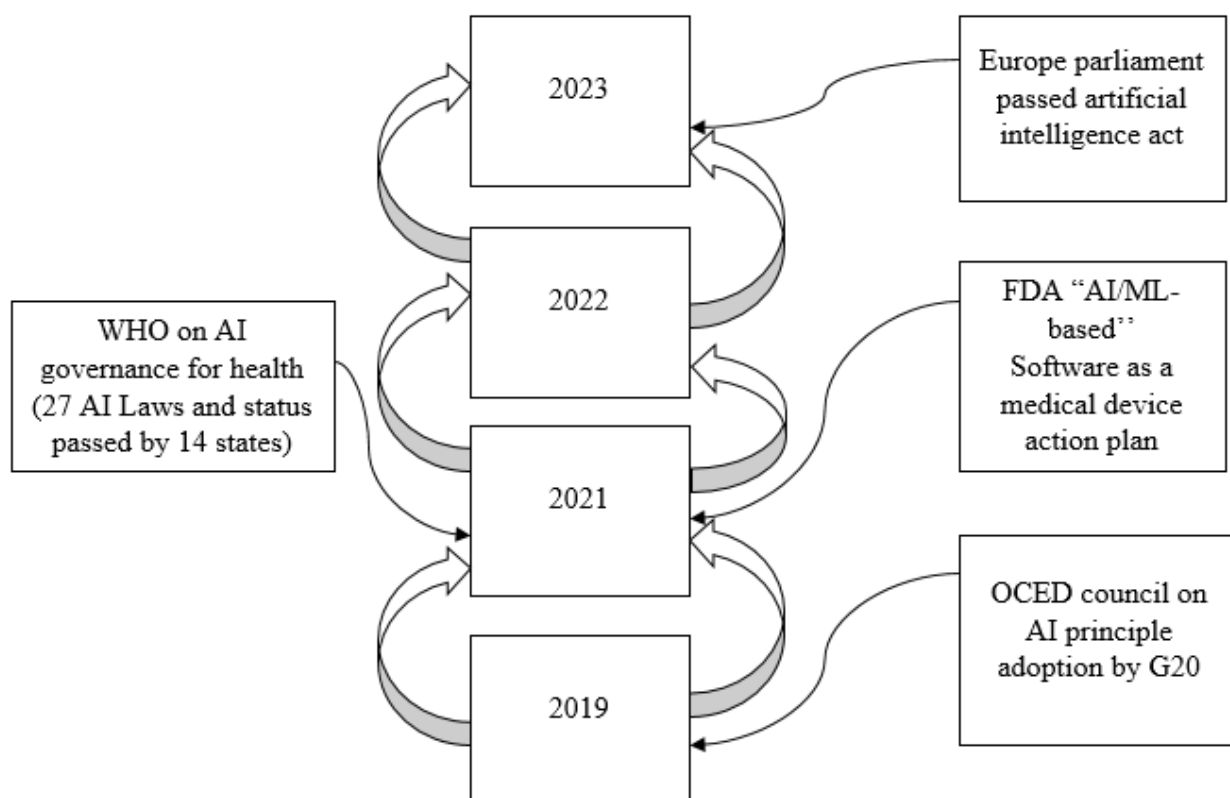 2023
Europe parliament
passed artificial
intelligence act
2022
FDA “AI/ML-
based’’
Software as a
medical device
action plan
WHO on AI
governance for health
(27 AI Laws and status
passed by 14 states)
2021
OCED council on
AI principle
adoption by G20
2019